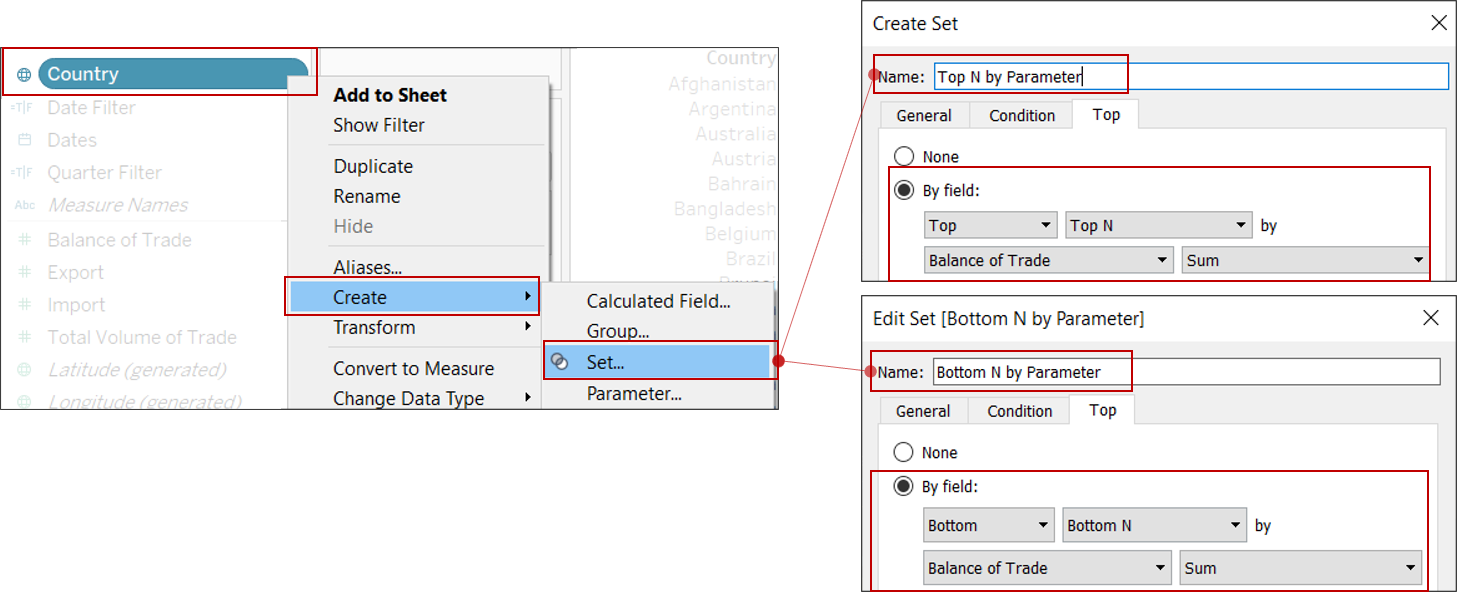 Country
=T|F Date Filter
Dates
=T|F Quarter Filter
Abc Measure Names
# Balance of Trade
# Export
# Import
# Total Volume of Trade
Latitude (generated)
Longitude (generated)
Add to Sheet
Show Filter
Duplicate
Rename
Hide
Aliases...
Create
Transform
Convert to Measure
Change Data Type
Calculated Field...
Group...
Set...
Parameter...
Country
Afghanistan
Argentina
Australia
Austria
Bahrain
Bangladesh
Belgium
Brazil
Create Set
Name: Top N by Parameter
General Condition Top
None
By field:
Top Top N by
Balance of Trade Sum
Edit Set [Bottom N by Parameter]
Name: Bottom N by Parameter
General Condition Top
None
By field:
Bottom Bottom N by
Balance of Trade Sum